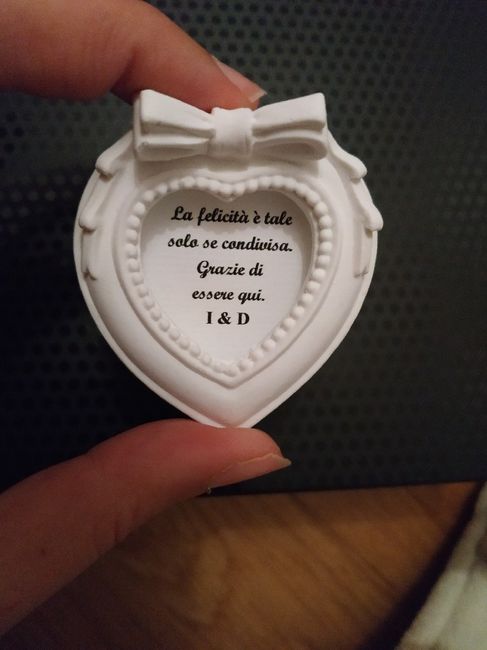 La felicità è tale
solo se condivisa.
Grazie di
essere qui.
I & D